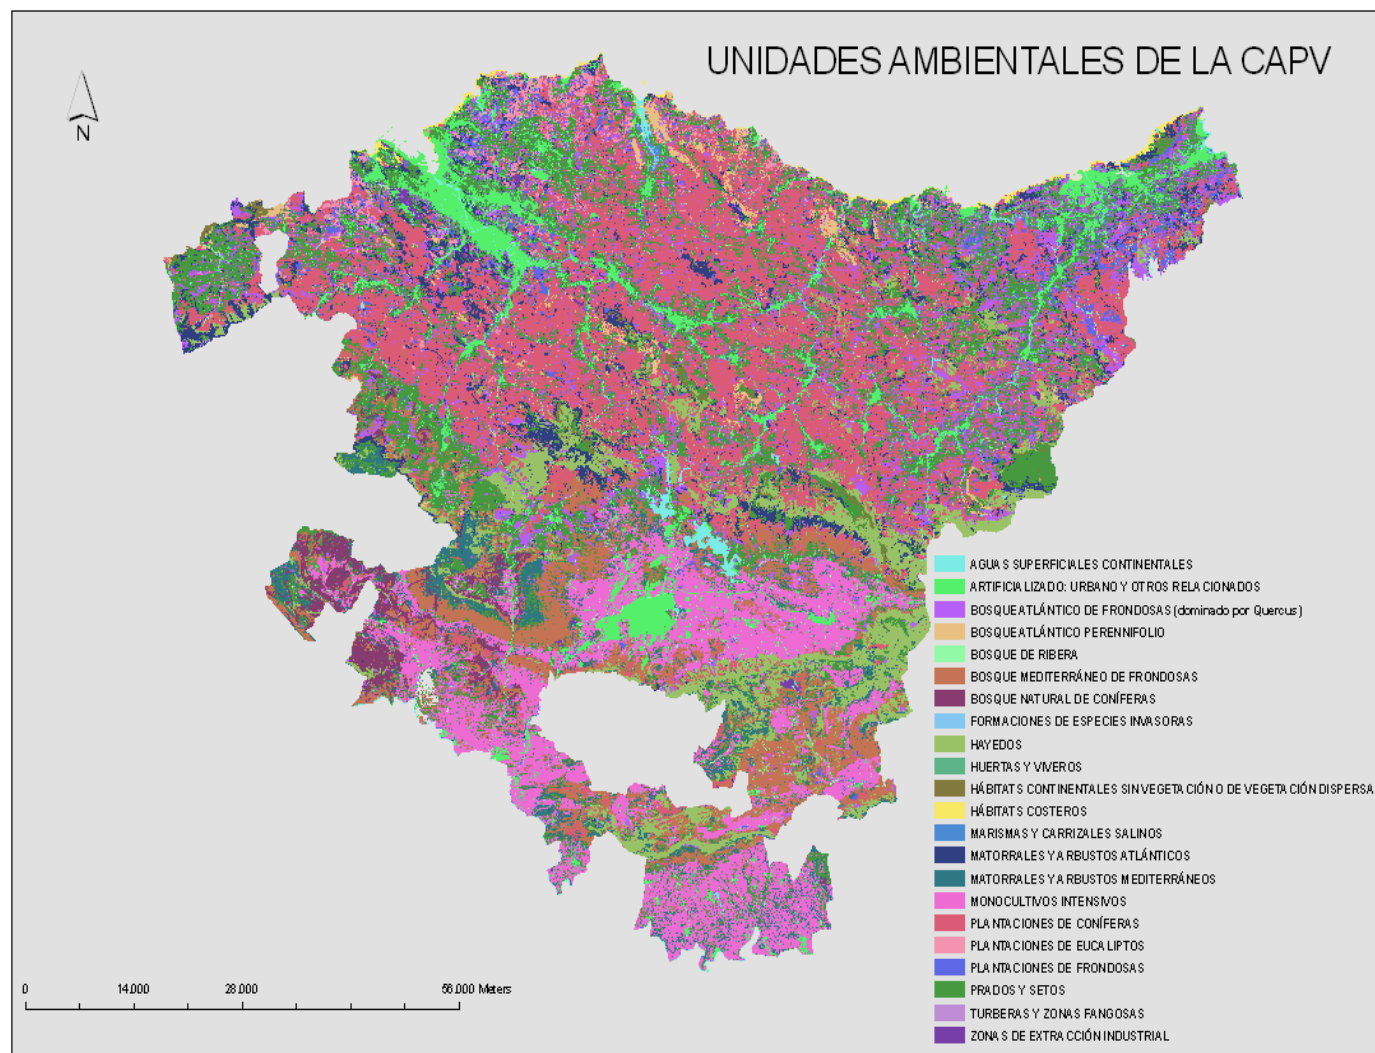 UNIDADES AMBIENTALES DE LA CAPV
N
AGUAS SUPERFICIALES CONTINENTALES
ARTIFICIALIZADO: URBANO Y OTROS RELACIONADOS
BOSQUE ATLÁNTICO DE FRONDOSAS (dominado por Quercus)
BOSQUE ATLÁNTICO PERENNIFOLIO
BOSQUE DE RIBERA
BOSQUE MEDITERRÁNEO DE FRONDOSAS
BOSQUE NATURAL DE CONÍFERAS
FORMACIONES DE ESPECIES INVASORAS
HAYEDOS
HUERTAS Y VIVEROS
HÁBITATS CONTINENTALES SIN VEGETACIÓN O DE VEGETACIÓN DISPERSA
HÁBITATS COSTEROS
MARISMAS Y CARRIZALES SALINOS
MATORRALES Y ARBUSTOS ATLÁNTICOS
MATORRALES Y ARBUSTOS MEDITERRÁNEOS
MONOCULTIVOS INTENSIVOS
PLANTACIONES DE CONÍFERAS
PLANTACIONES DE EUCALIPTOS
PLANTACIONES DE FRONDOSAS
PRADOS Y SETOS
TURBERAS Y ZONAS FANGOSAS
ZONAS DE EXTRACCIÓN INDUSTRIAL
0 14.000 28.000 56.000 Meters